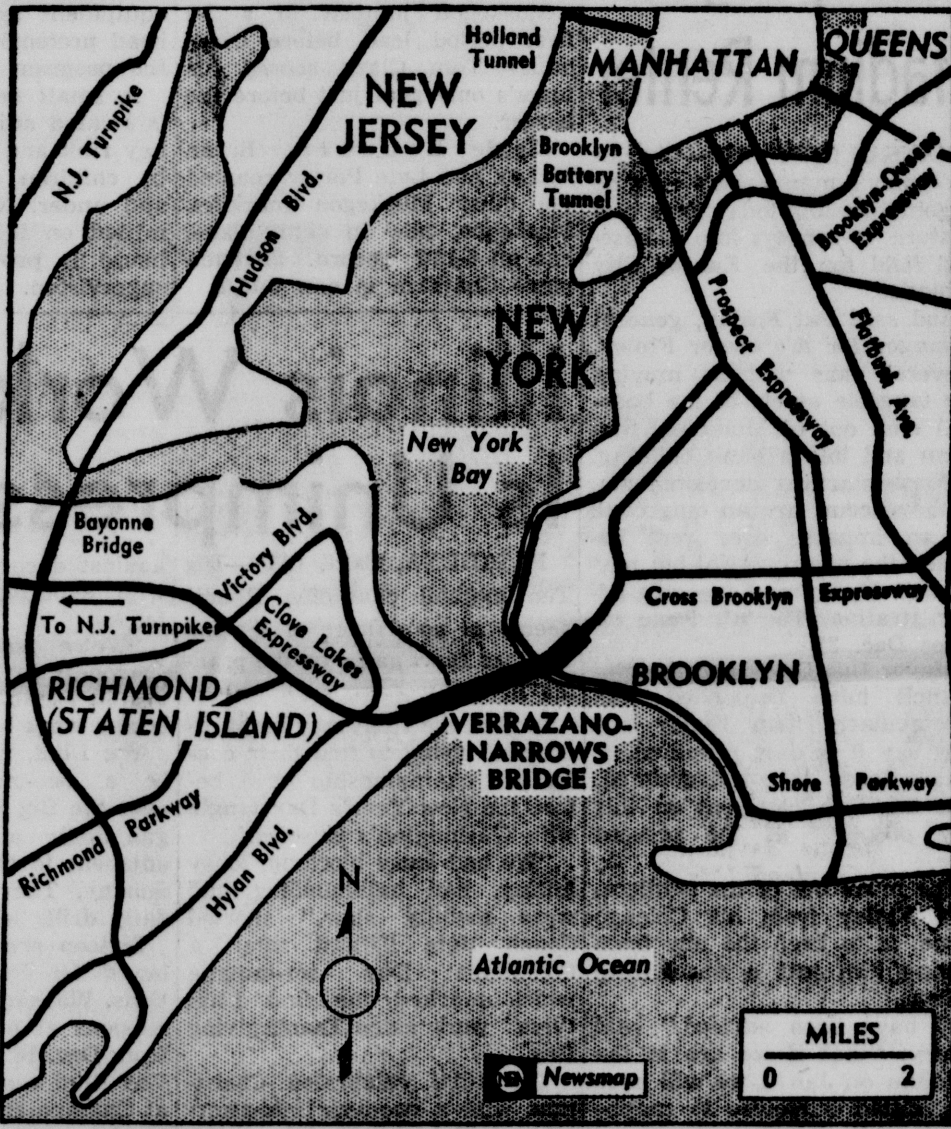 Holland
Tunnel
MANHATTAN
QUEENS
N.J. Turnpike
NEW
JERSEY
Hudson Blvd.
Brooklyn
Battery
Tunnel
Brooklyn-Queens
Expressway
Prospect Expressway
Flatbush Ave.
NEW
YORK
New York
Bay
Bayonne
Bridge
Victory Blvd.
Clove Lakes
Expressway
To N.J. Turnpike
Cross Brooklyn Expressway
RICHMOND
(STATEN ISLAND)
BROOKLYN
VERRAZANO-
NARROWS
BRIDGE
Shore Parkway
Richmond Parkway
Hylan Blvd.
N
Atlantic Ocean
MILES
0 2
NEA Newsmap